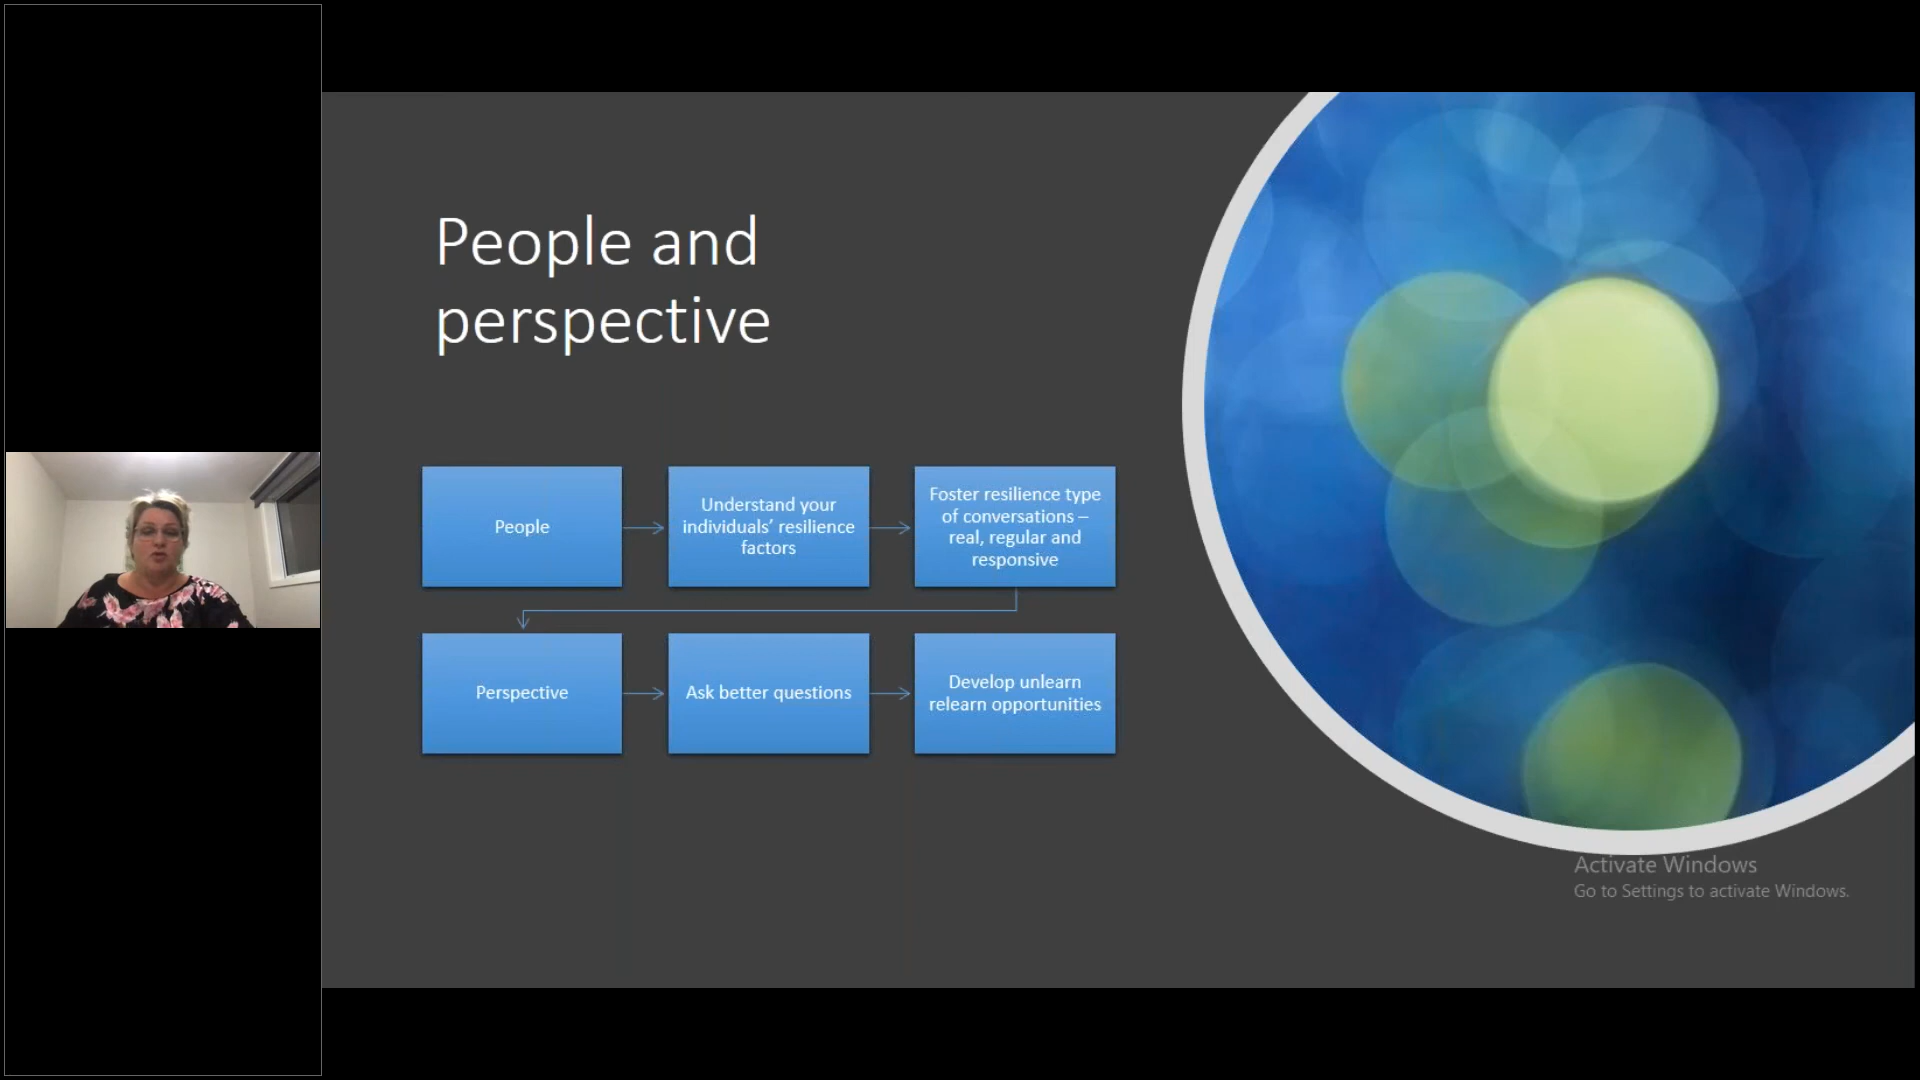 People and
perspective
People
Understand your
individuals’ resilience
factors
Foster resilience type
of conversations –
real, regular and
responsive
Perspective
Ask better questions
Develop unlearn
relearn opportunities
Activate Windows
Go to Settings to activate Windows.